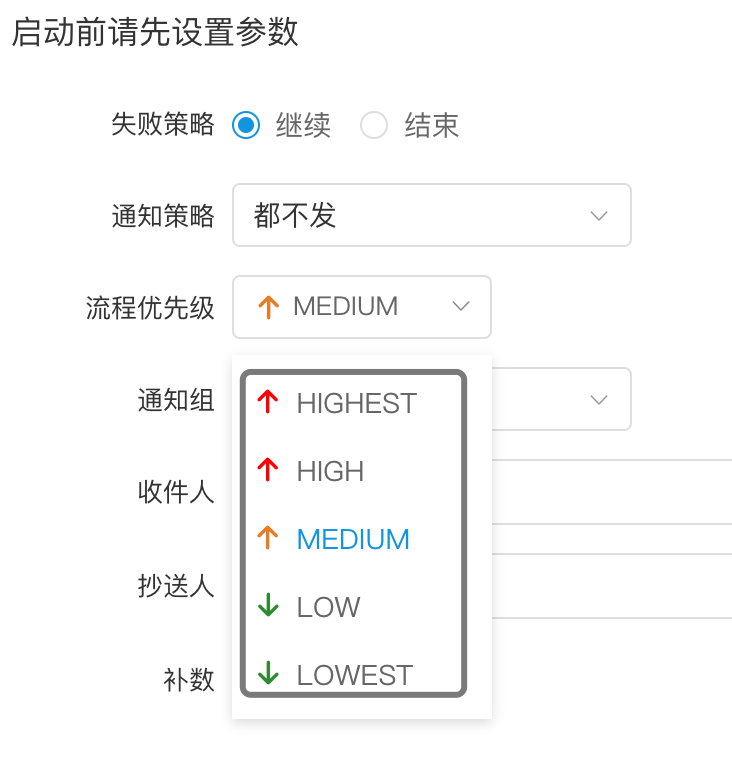 启动前请先设置参数
失败策略 继续 结束
通知策略 都不发
流程优先级 MEDIUM
通知组 HIGHEST
HIGH
收件人
MEDIUM
抄送人 LOW
补数 LOWEST